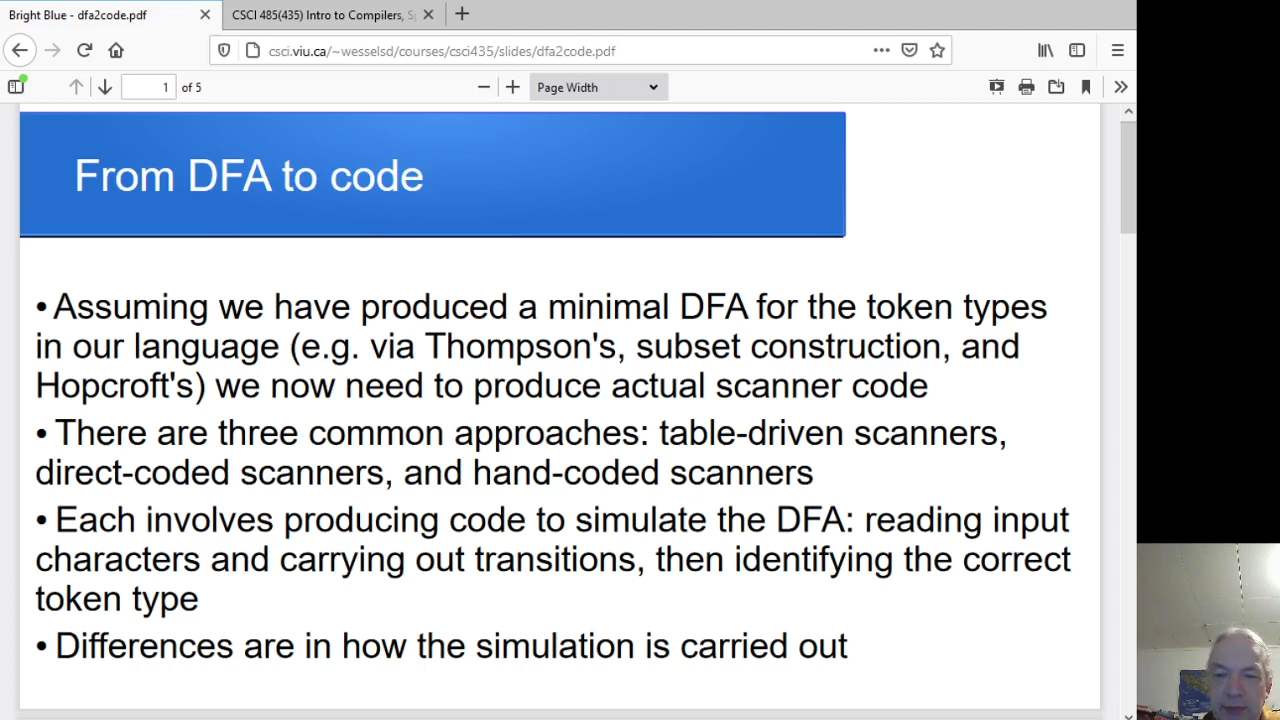 Bright Blue - dfa2code.pdf
CSCI 485(435) Intro to Compilers, S
csci.viu.ca/~wesselsd/courses/csci435/slides/dfa2code.pdf
1 of 5
Page Width
From DFA to code
• Assuming we have produced a minimal DFA for the token types
in our language (e.g. via Thompson's, subset construction, and
Hopcroft's) we now need to produce actual scanner code
• There are three common approaches: table-driven scanners,
direct-coded scanners, and hand-coded scanners
• Each involves producing code to simulate the DFA: reading input
characters and carrying out transitions, then identifying the correct
token type
• Differences are in how the simulation is carried out